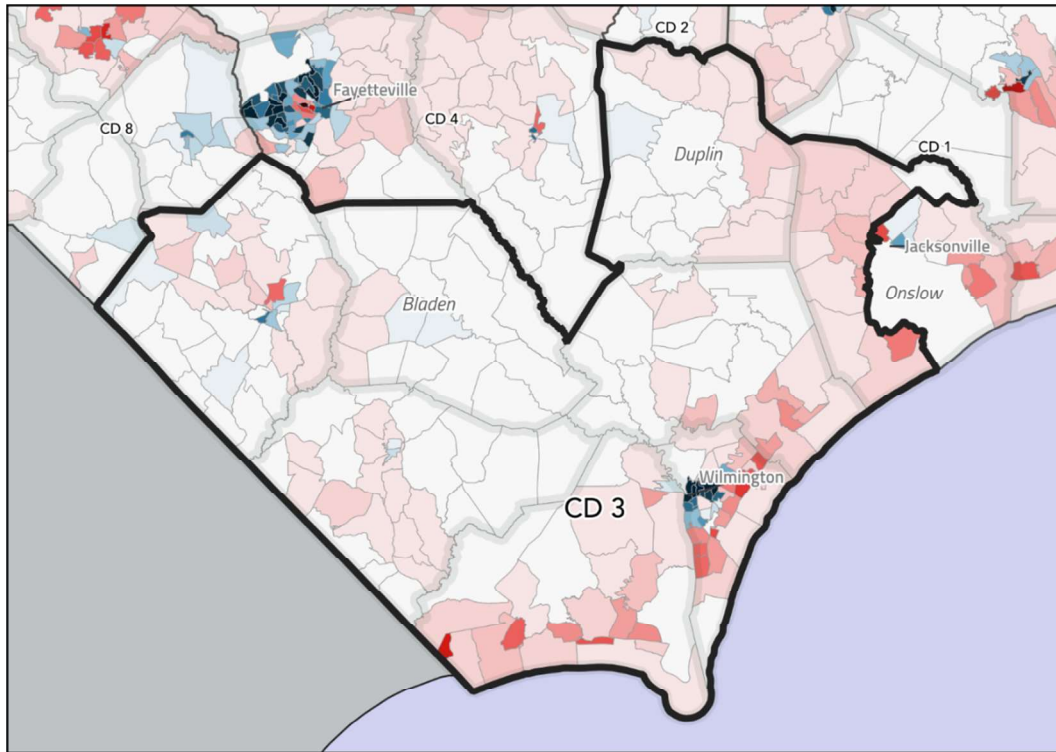 CD 2
Fayetteville
CD 8
CD 4
CD 1
Duplin
Jacksonville
Onslow
Bladen
Wilmington
CD 3